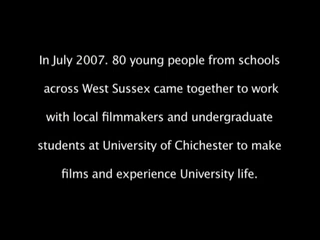 In July 2007. 80 young people from schools
across West Sussex came together to work
with local filmmakers and undergraduate
students at University of Chichester to make
films and experience University life.